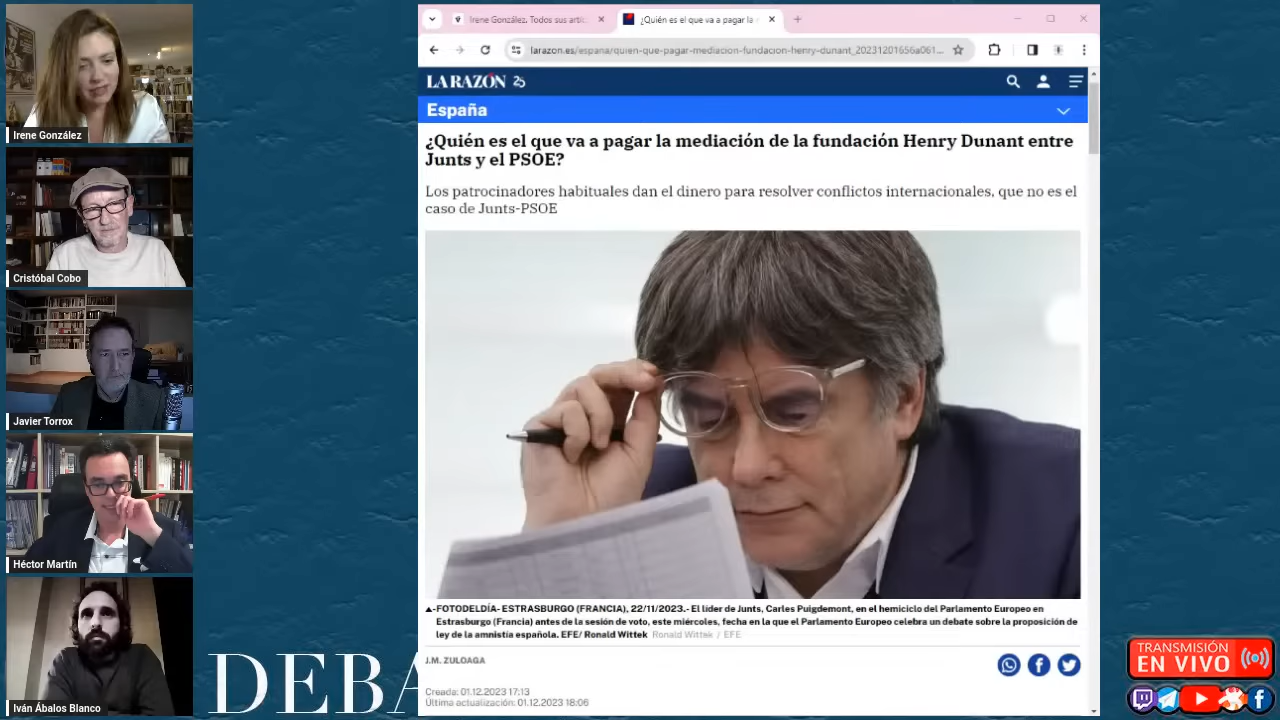 Irene González
Cristóbal Cobo
Javier Torrox
Héctor Martín
Iván Ábalos Blanco
Irene González. Todos sus artíc
¿Quién es el que va a pagar la
larazon.es/espana/quien-que-pagar-mediacion-fundacion-henry-dunant_20231201656a061...
LA RAZÓN 25
España
¿Quién es el que va a pagar la mediación de la fundación Henry Dunant entre
Junts y el PSOE?
Los patrocinadores habituales dan el dinero para resolver conflictos internacionales, que no es el
caso de Junts-PSOE
▲-FOTODELDÍA- ESTRASBURGO (FRANCIA), 22/11/2023.- El líder de Junts, Carles Puigdemont, en el hemiciclo del Parlamento Europeo en
Estrasburgo (Francia) antes de la sesión de voto, este miércoles, fecha en la que el Parlamento Europeo celebra un debate sobre la proposición de
ley de la amnistía española. EFE/ Ronald Wittek Ronald Wittek / EFE
J.M. ZULOAGA
Creada: 01.12.2023 17:13
Última actualización: 01.12.2023 18:06
DEBA
TRANSMISIÓN
EN VIVO